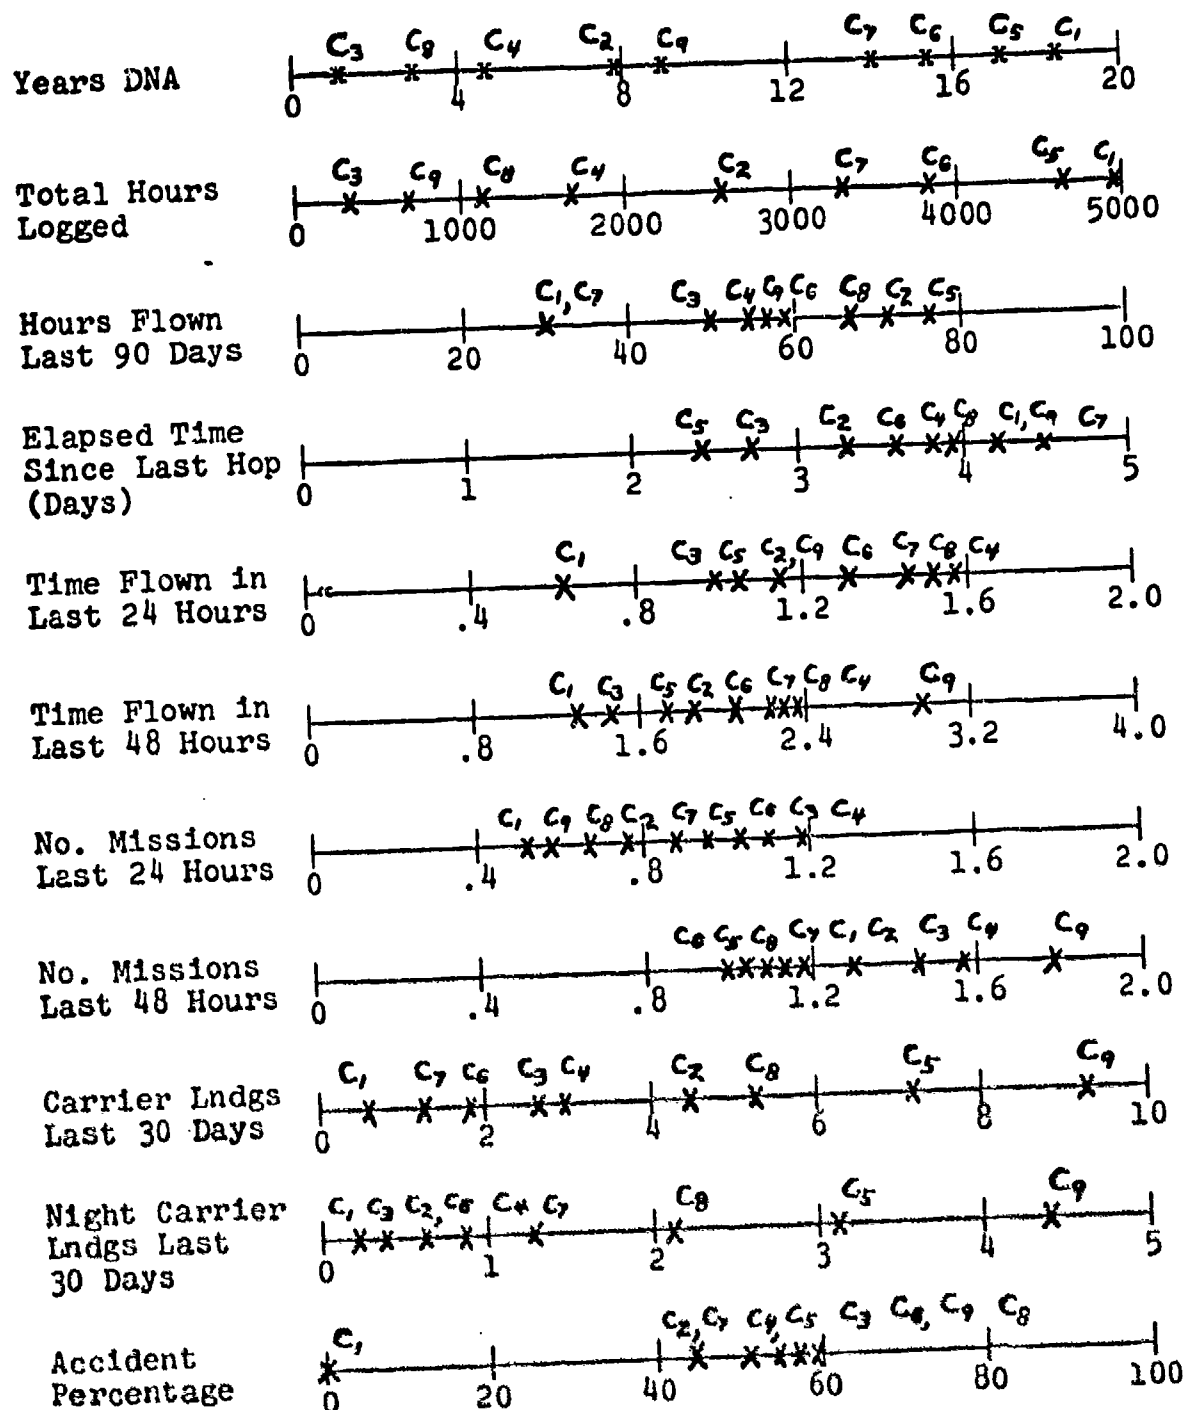 C3 C8 C4 C2 C9 C7 C6 C5 C1
Years DNA
0 4 8 12 16 20
C3 C9 C8 C4 C2 C7 C6 C5 C1
Total Hours
Logged
0 1000 2000 3000 4000 5000
C1, C7 C3 C4 C9 C6 C8 C2 C5
Hours Flown
Last 90 Days
0 20 40 60 80 100
C5 C3 C2 C6 C4 C8 C1, C9 C7
Elapsed Time
Since Last Hop
(Days)
0 1 2 3 4 5
C1 C3 C5 C2, C9 C6 C7 C8 C4
Time Flown in
Last 24 Hours
0 .4 .8 1.2 1.6 2.0
C1 C3 C5 C2 C6 C7 C8 C4 C9
Time Flown in
Last 48 Hours
0 .8 1.6 2.4 3.2 4.0
C1 C9 C8 C2 C7 C5 C6 C3 C4
No. Missions
Last 24 Hours
0 .4 .8 1.2 1.6 2.0
C6 C5 C8 C7 C1 C2 C3 C4 C9
No. Missions
Last 48 Hours
0 .4 .8 1.2 1.6 2.0
C1 C7 C6 C3 C4 C2 C8 C5 C9
Carrier Lndgs
Last 30 Days
0 2 4 6 8 10
C1 C3 C2, C6 C4 C7 C8 C5 C9
Night Carrier
Lndgs Last
30 Days
0 1 2 3 4 5
C1 C2, C7 C4, C5 C3 C6, C9 C8
Accident
Percentage
0 20 40 60 80 100